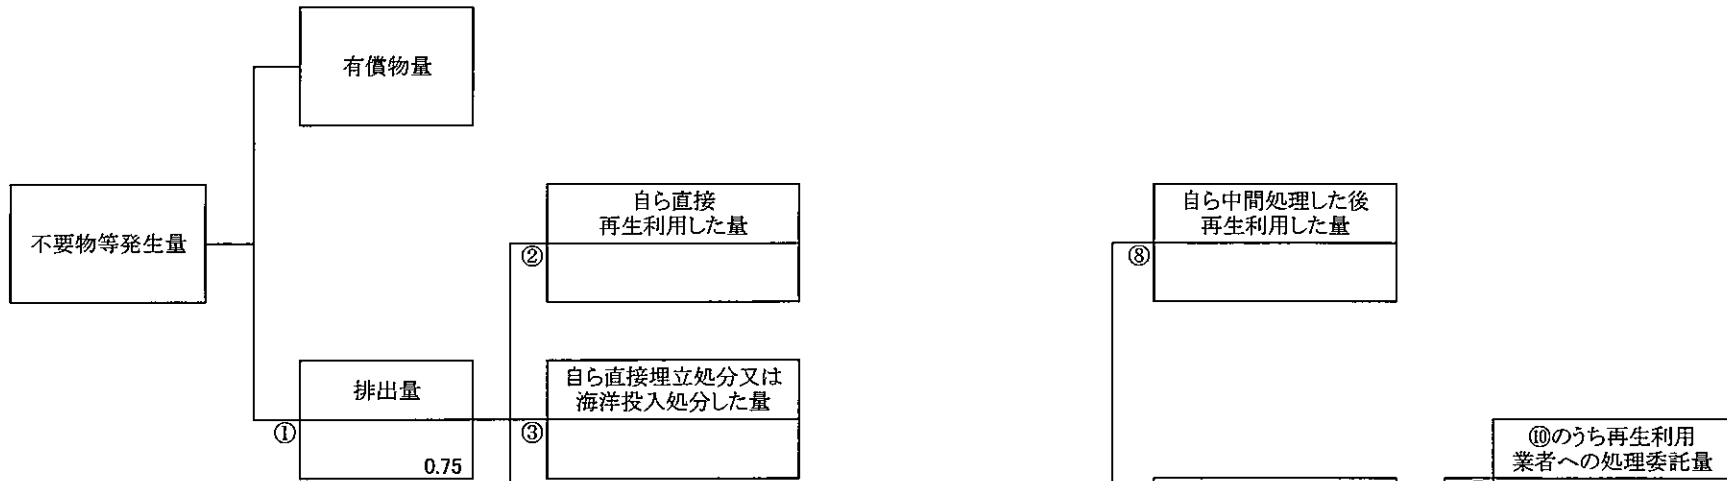 有償物量
不要物等発生量
自ら直接
再生利用した量
②
自ら中間処理した後
再生利用した量
⑧
排出量
①
0.75
自ら直接埋立処分又は
海洋投入処分した量
③
⑩のうち再生利用
業者への処理委託量